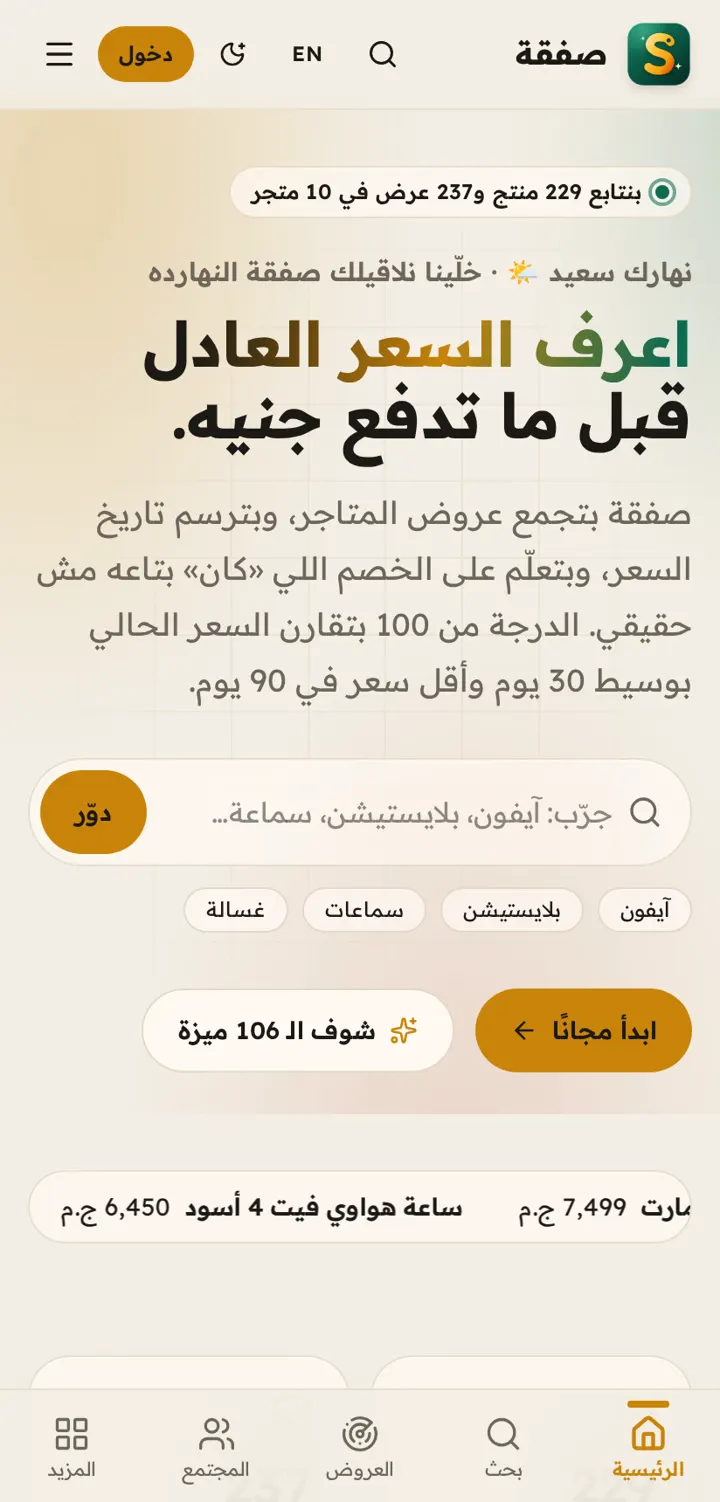 صفقة
EN
دخول
بنتابع 229 منتج و237 عرض في 10 متجر
نهارك سعيد 🌤️ · خلّينا نلاقيلك صفقة النهارده
اعرف السعر العادل
قبل ما تدفع جنيه.
صفقة بتجمع عروض المتاجر، وبترسم تاريخ
السعر، وبتعلّم على الخصم اللي «كان» بتاعه مش
حقيقي. الدرجة من 100 بتقارن السعر الحالي
بوسيط 30 يوم وأقل سعر في 90 يوم.
جرّب: آيفون، بلايستيشن، سماعة...
دوّر
آيفون
بلايستيشن
سماعات
غسالة
ابدأ مجانًا ←
شوف الـ 106 ميزة
7,499 ج.م
ساعة هواوي فيت 4 أسود 6,450 ج.م
الرئيسية
بحث
العروض
المجتمع
المزيد